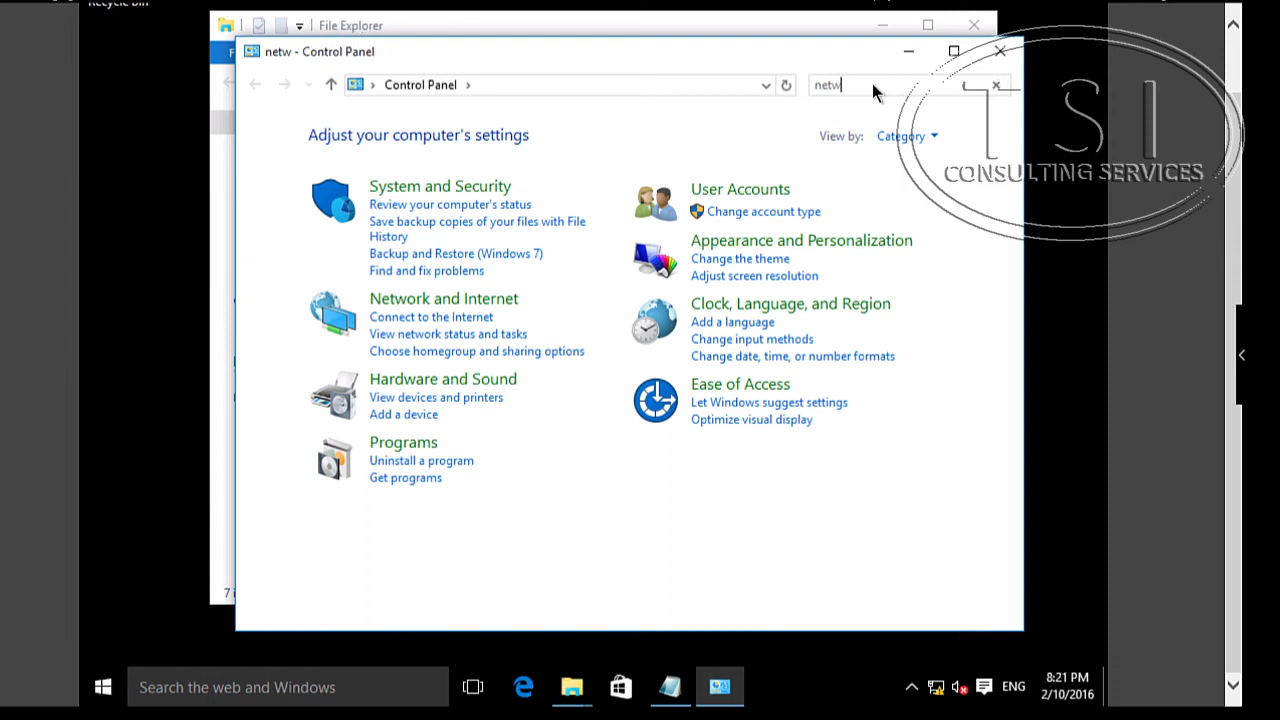 Recycle Bin
File Explorer
netw - Control Panel
Control Panel
netw
Adjust your computer's settings
View by: Category
System and Security
Review your computer's status
Save backup copies of your files with File
History
Backup and Restore (Windows 7)
Find and fix problems
Network and Internet
Connect to the Internet
View network status and tasks
Choose homegroup and sharing options
Hardware and Sound
View devices and printers
Add a device
Programs
Uninstall a program
Get programs
User Accounts
Change account type
Appearance and Personalization
Change the theme
Adjust screen resolution
Clock, Language, and Region
Add a language
Change input methods
Change date, time, or number formats
Ease of Access
Let Windows suggest settings
Optimize visual display
TSI
CONSULTING SERVICES
7
Search the web and Windows
ENG
8:21 PM
2/10/2016